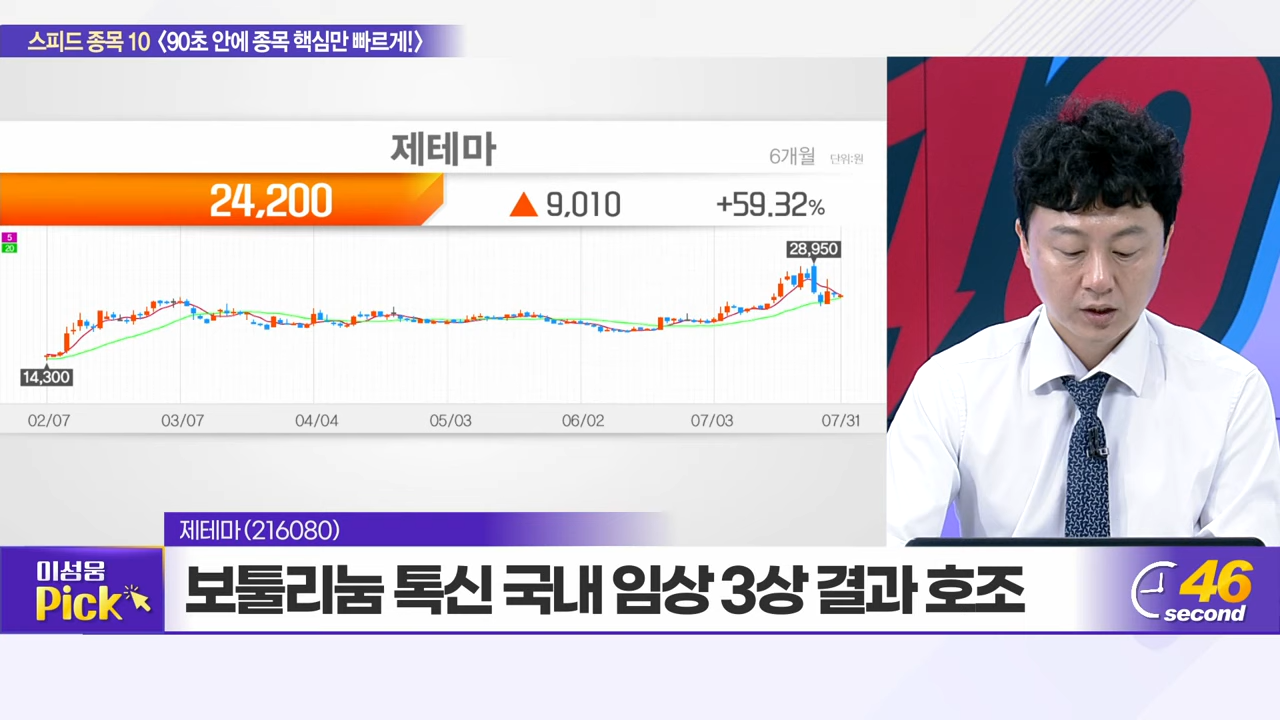 스피드 종목 10 〈90초 안에 종목 핵심만 빠르게!〉
제테마
6개월 단위:원
24,200 ▲ 9,010 +59.32%
5
20
28,950
14,300
02/07 03/07 04/04 05/03 06/02 07/03 07/31
10
제테마(216080)
이성웅
Pick
보툴리눔 톡신 국내 임상 3상 결과 호조
46
second